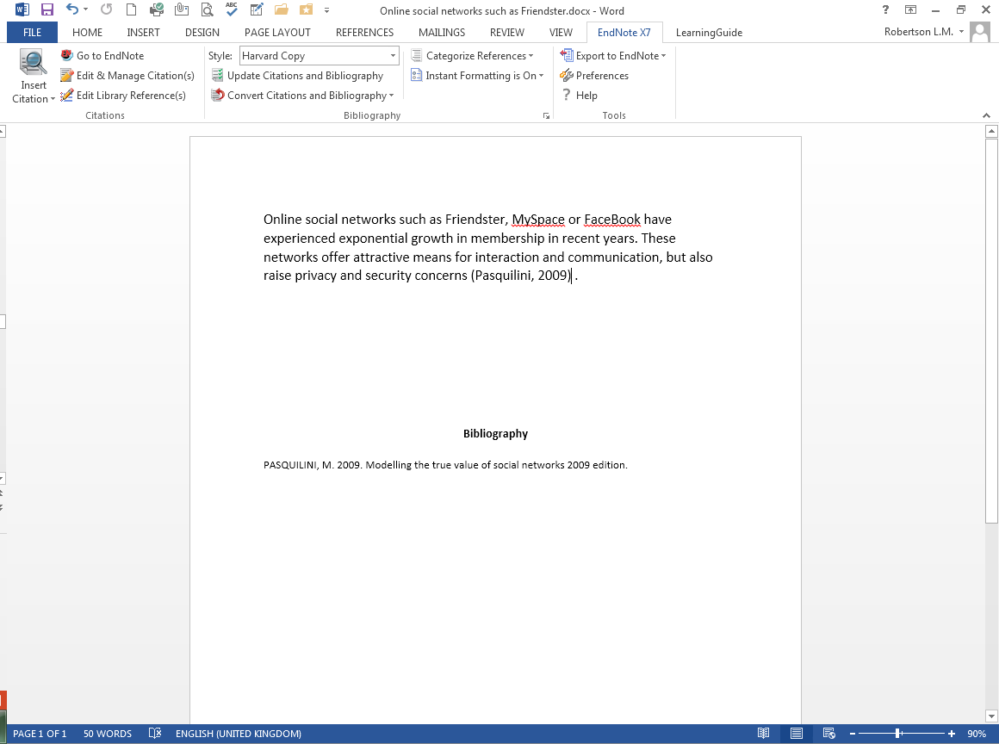 Online social networks such as Friendster.docx - Word
FILE HOME INSERT DESIGN PAGE LAYOUT REFERENCES MAILINGS REVIEW VIEW EndNote X7 LearningGuide Robertson L.M.
Insert Citation
Go to EndNote
Edit & Manage Citation(s)
Edit Library Reference(s)
Citations
Style: Harvard Copy
Update Citations and Bibliography
Convert Citations and Bibliography
Categorize References
Instant Formatting is On
Bibliography
Export to EndNote
Preferences
Help
Tools
Online social networks such as Friendster, MySpace or FaceBook have
experienced exponential growth in membership in recent years. These
networks offer attractive means for interaction and communication, but also
raise privacy and security concerns (Pasquilini, 2009) .
Bibliography
PASQUILINI, M. 2009. Modelling the true value of social networks 2009 edition.
PAGE 1 OF 1 50 WORDS ENGLISH (UNITED KINGDOM) 90%